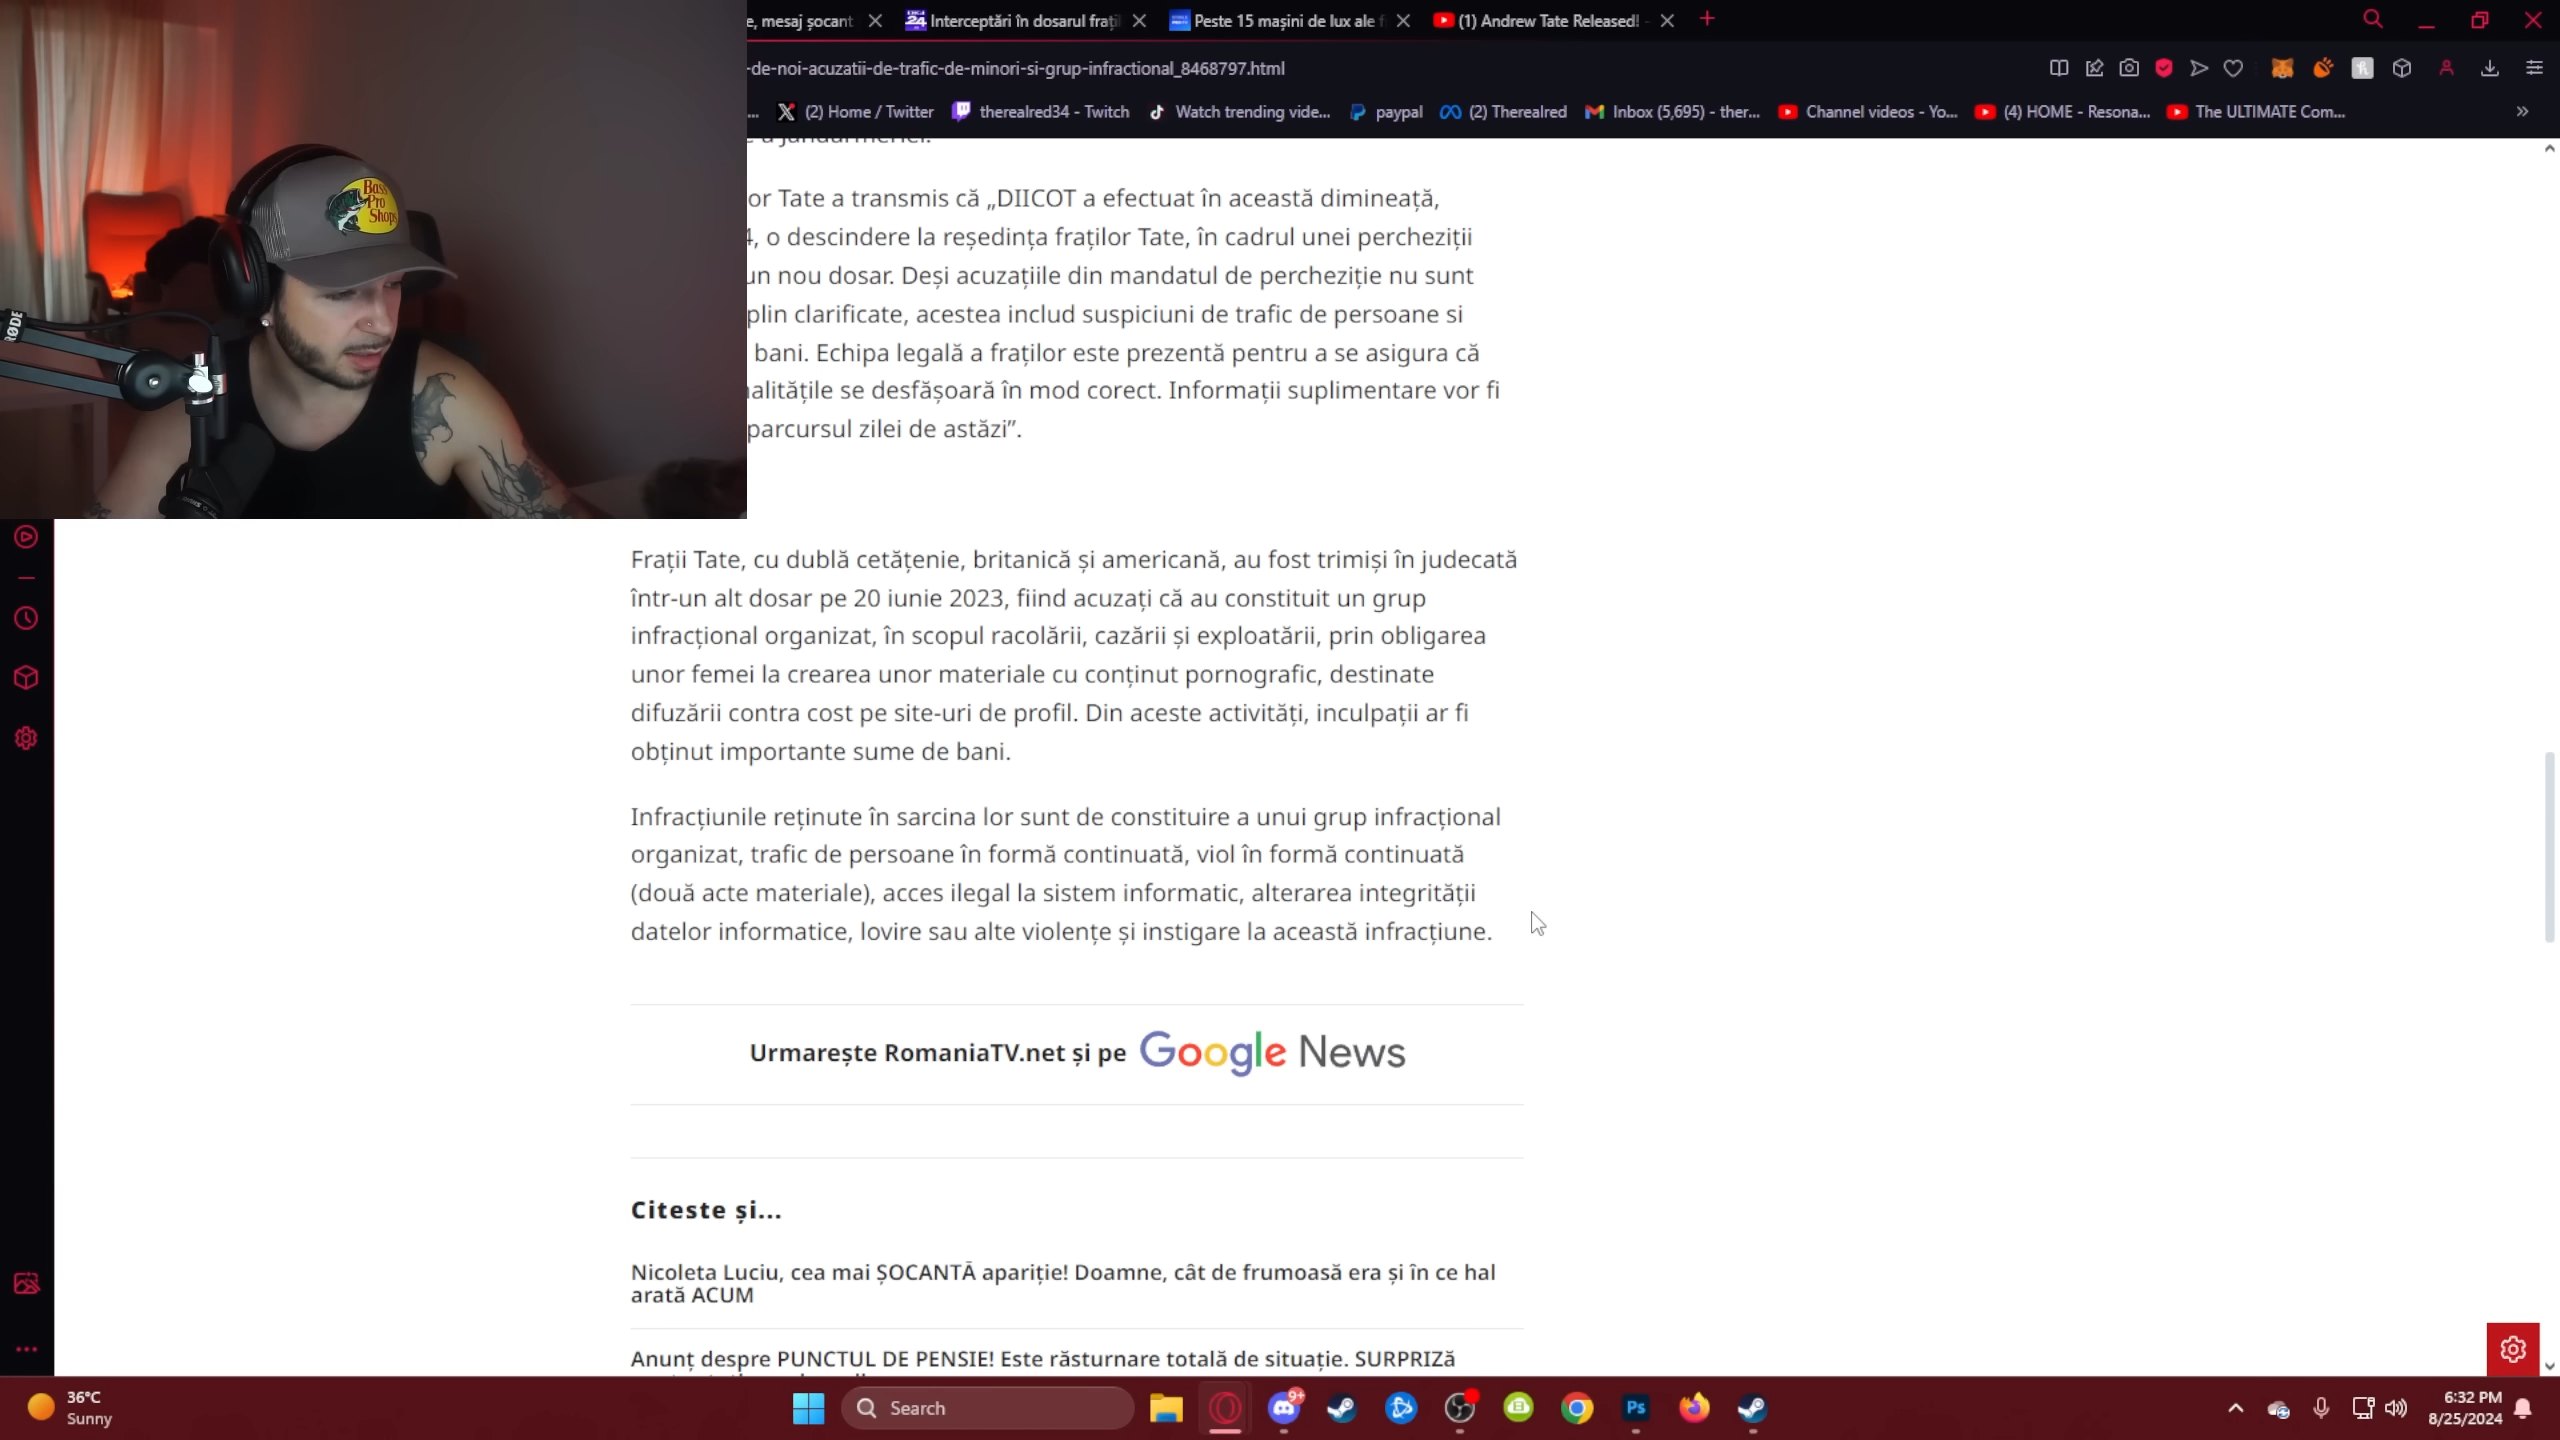 e, mesaj șocant
Interceptări în dosarul frați
Peste 15 mașini de lux ale f
(1) Andrew Tate Released! -
-de-noi-acuzatii-de-trafic-de-minori-si-grup-infractional_8468797.html
... (2) Home / Twitter
therealred34 - Twitch
Watch trending vide...
paypal
(2) Therealred
Inbox (5,695) - ther...
Channel videos - Yo...
(4) HOME - Resona...
The ULTIMATE Com...
Bass
Pro
Shops
RØDE
or Tate a transmis că „DIICOT a efectuat în această dimineață,
4, o descindere la reședința fraților Tate, în cadrul unei percheziții
un nou dosar. Deși acuzațiile din mandatul de percheziție nu sunt
plin clarificate, acestea includ suspiciuni de trafic de persoane si
bani. Echipa legală a fraților este prezentă pentru a se asigura că
alitățile se desfășoară în mod corect. Informații suplimentare vor fi
parcursul zilei de astăzi”.
Frații Tate, cu dublă cetățenie, britanică și americană, au fost trimiși în judecată
într-un alt dosar pe 20 iunie 2023, fiind acuzați că au constituit un grup
infracțional organizat, în scopul racolării, cazării și exploatării, prin obligarea
unor femei la crearea unor materiale cu conținut pornografic, destinate
difuzării contra cost pe site-uri de profil. Din aceste activități, inculpații ar fi
obținut importante sume de bani.
Infracțiunile reținute în sarcina lor sunt de constituire a unui grup infracțional
organizat, trafic de persoane în formă continuată, viol în formă continuată
(două acte materiale), acces ilegal la sistem informatic, alterarea integrității
datelor informatice, lovire sau alte violențe și instigare la această infracțiune.
Urmarește RomaniaTV.net și pe Google News
Citeste și...
Nicoleta Luciu, cea mai ȘOCANTĂ apariție! Doamne, cât de frumoasă era și în ce hal
arată ACUM
Anunț despre PUNCTUL DE PENSIE! Este răsturnare totală de situație. SURPRIZă
36°C
Sunny
Search
9+
Ps
6:32 PM
8/25/2024